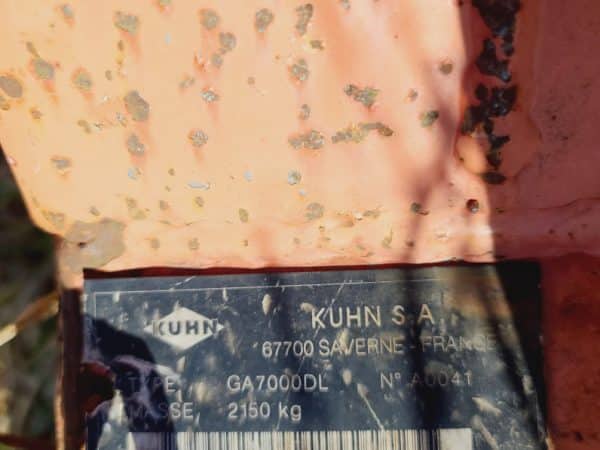 KUHN
KUHN S.A.
67700 SAVERNE - FRANCE
TYPE GA7000DL N° A0041
MASSE 2150 kg